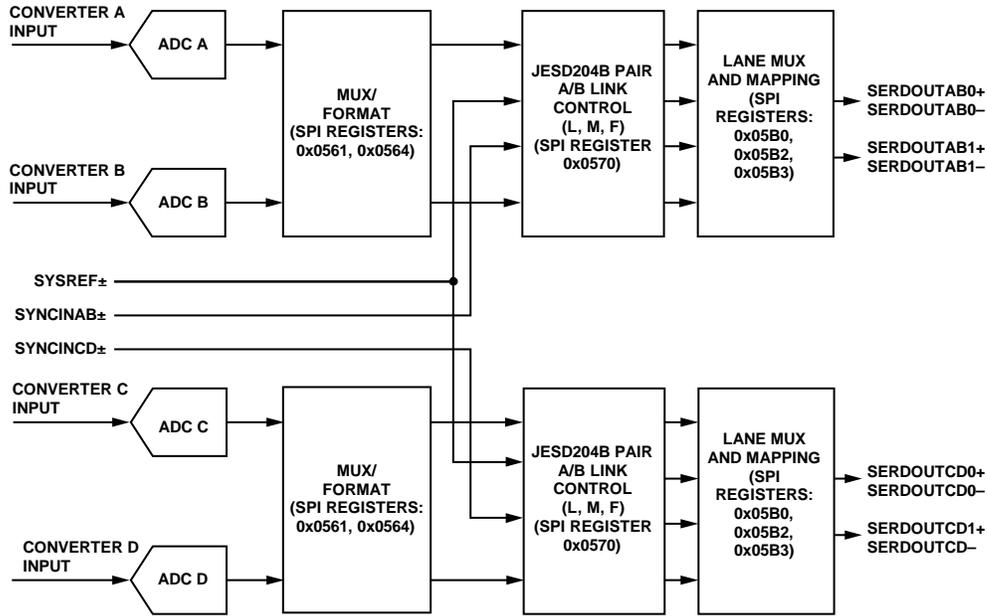 CONVERTER A
INPUT
ADC A
MUX/
FORMAT
(SPI REGISTERS:
0x0561, 0x0564)
JESD204B PAIR
A/B LINK
CONTROL
(L, M, F)
(SPI REGISTER
0x0570)
LANE MUX
AND MAPPING
(SPI
REGISTERS:
0x05B0,
0x05B2,
0x05B3)
SERDOUTAB0+
SERDOUTAB0–
SERDOUTAB1+
SERDOUTAB1–
CONVERTER B
INPUT
ADC B
SYSREF±
SYNCINAB±
SYNCINCD±
CONVERTER C
INPUT
ADC C
MUX/
FORMAT
(SPI REGISTERS:
0x0561, 0x0564)
JESD204B PAIR
A/B LINK
CONTROL
(L, M, F)
(SPI REGISTER
0x0570)
LANE MUX
AND MAPPING
(SPI
REGISTERS:
0x05B0,
0x05B2,
0x05B3)
SERDOUTCD0+
SERDOUTCD0–
SERDOUTCD1+
SERDOUTCD–
CONVERTER D
INPUT
ADC D